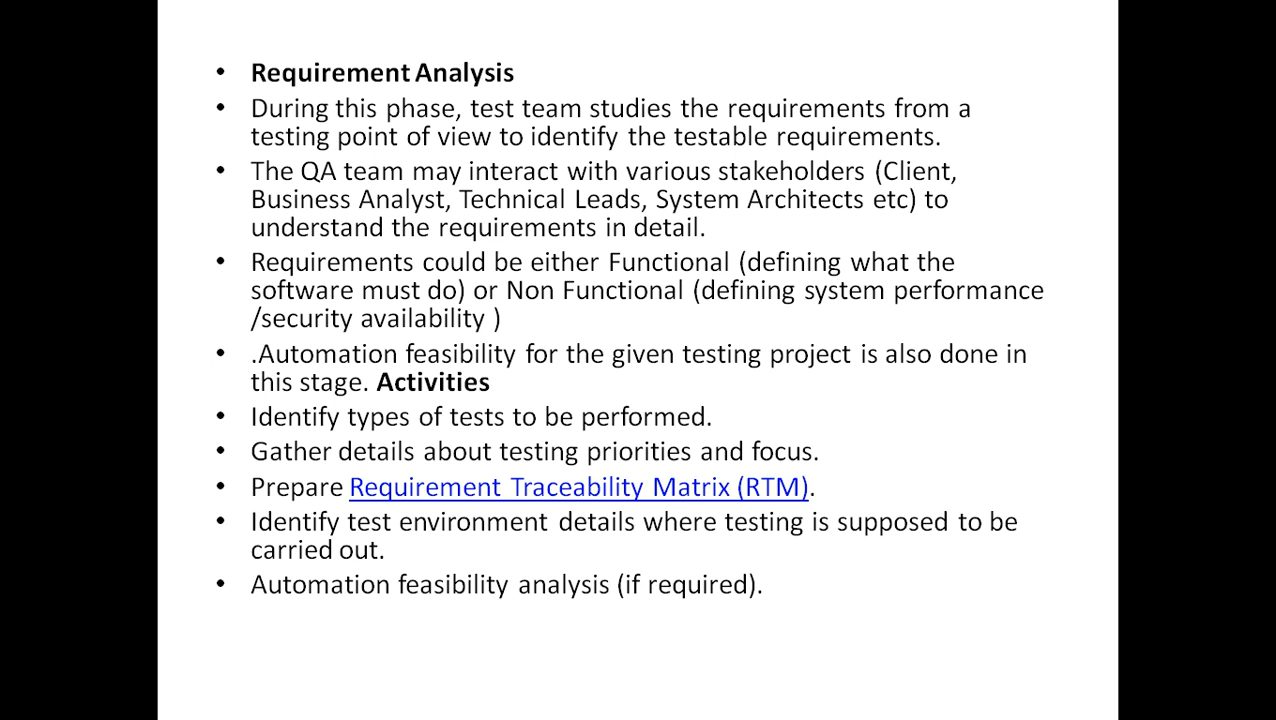 • Requirement Analysis
• During this phase, test team studies the requirements from a
testing point of view to identify the testable requirements.
• The QA team may interact with various stakeholders (Client,
Business Analyst, Technical Leads, System Architects etc) to
understand the requirements in detail.
• Requirements could be either Functional (defining what the
software must do) or Non Functional (defining system performance
/security availability )
• .Automation feasibility for the given testing project is also done in
this stage. Activities
• Identify types of tests to be performed.
• Gather details about testing priorities and focus.
• Prepare Requirement Traceability Matrix (RTM).
• Identify test environment details where testing is supposed to be
carried out.
• Automation feasibility analysis (if required).